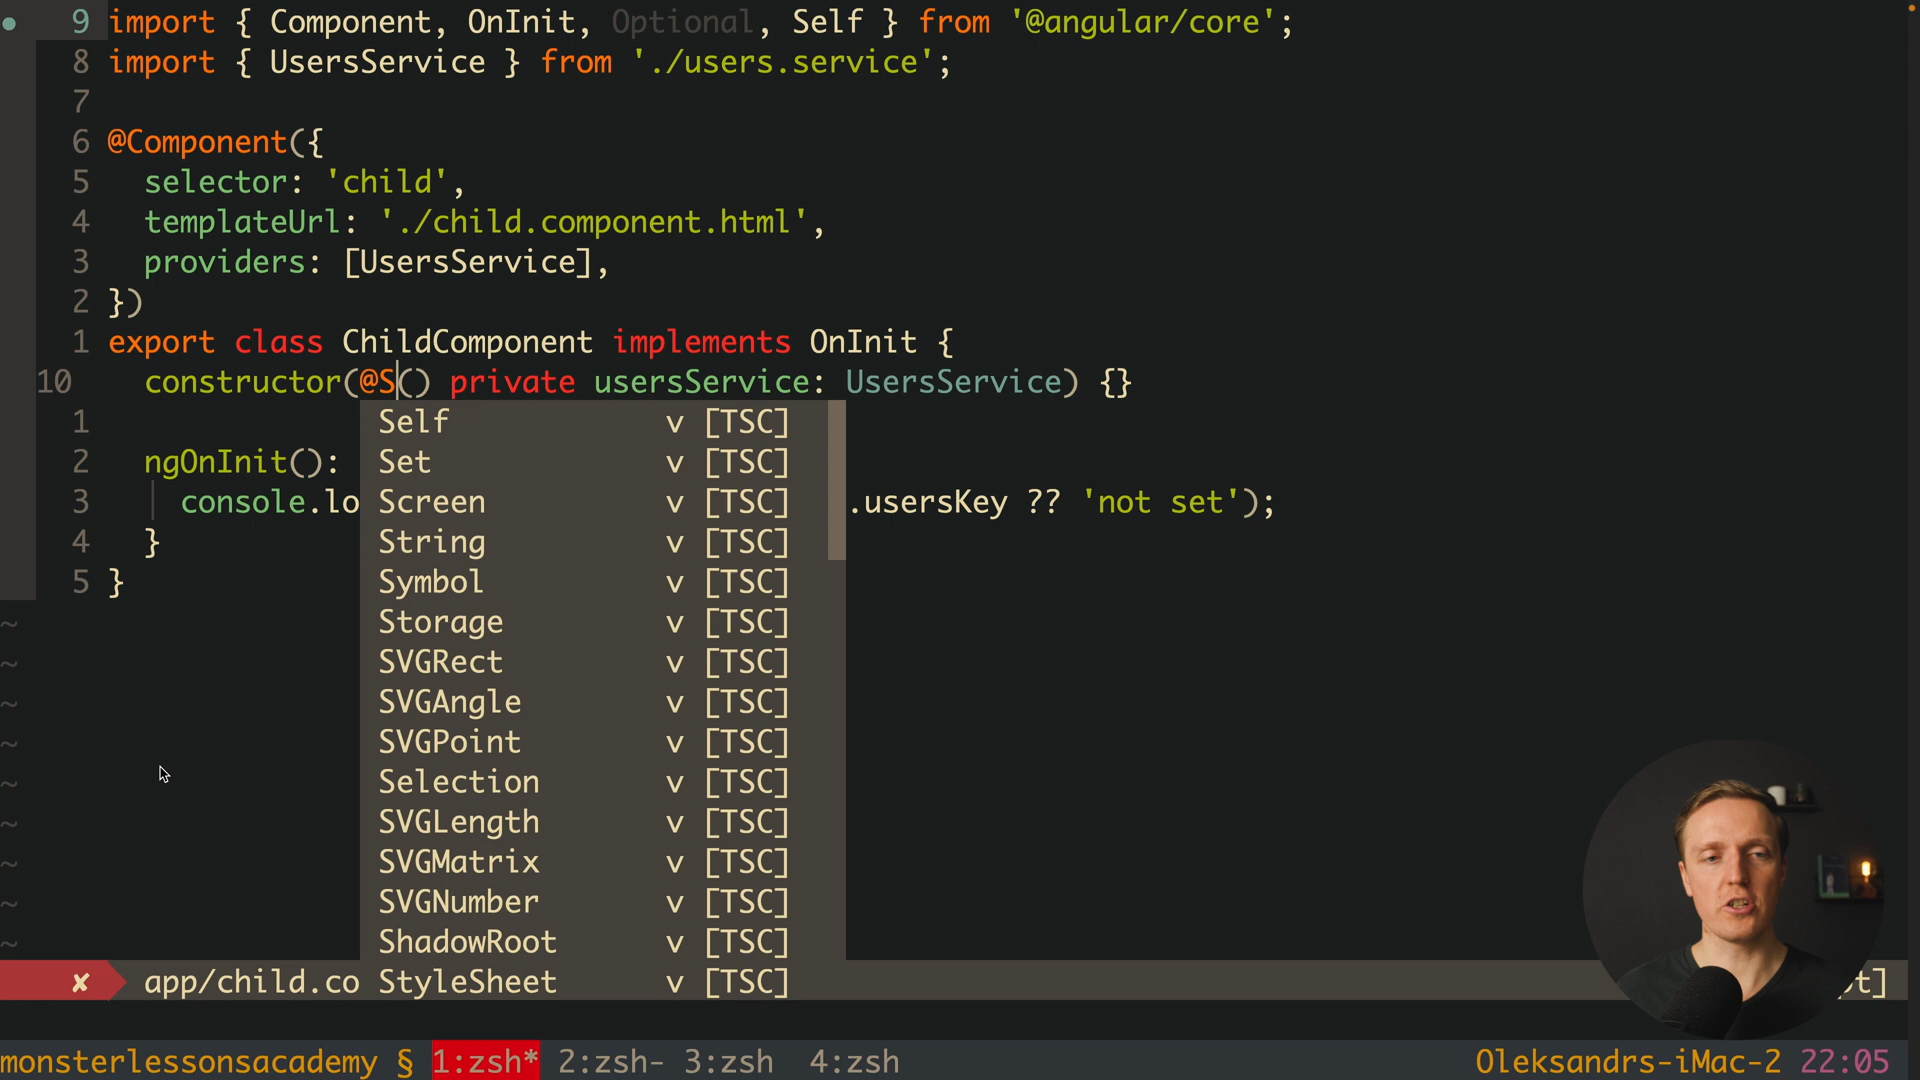 9 import { Component, OnInit, Optional, Self } from '@angular/core';
8 import { UsersService } from './users.service';
7
6 @Component({
5 selector: 'child',
4 templateUrl: './child.component.html',
3 providers: [UsersService],
2 })
1 export class ChildComponent implements OnInit {
10 constructor(@S() private usersService: UsersService) {}
1 Self v [TSC]
2 ngOnInit(): Set v [TSC]
3 console.lo Screen v [TSC] .usersKey ?? 'not set');
4 } String v [TSC]
5 } Symbol v [TSC]
~ Storage v [TSC]
~ SVGRect v [TSC]
~ SVGAngle v [TSC]
~ SVGPoint v [TSC]
~ Selection v [TSC]
~ SVGLength v [TSC]
~ SVGMatrix v [TSC]
~ SVGNumber v [TSC]
~ ShadowRoot v [TSC]
✘ app/child.co StyleSheet v [TSC] t]
monsterlessonsacademy § 1:zsh* 2:zsh- 3:zsh 4:zsh Oleksandrs-iMac-2 22:05